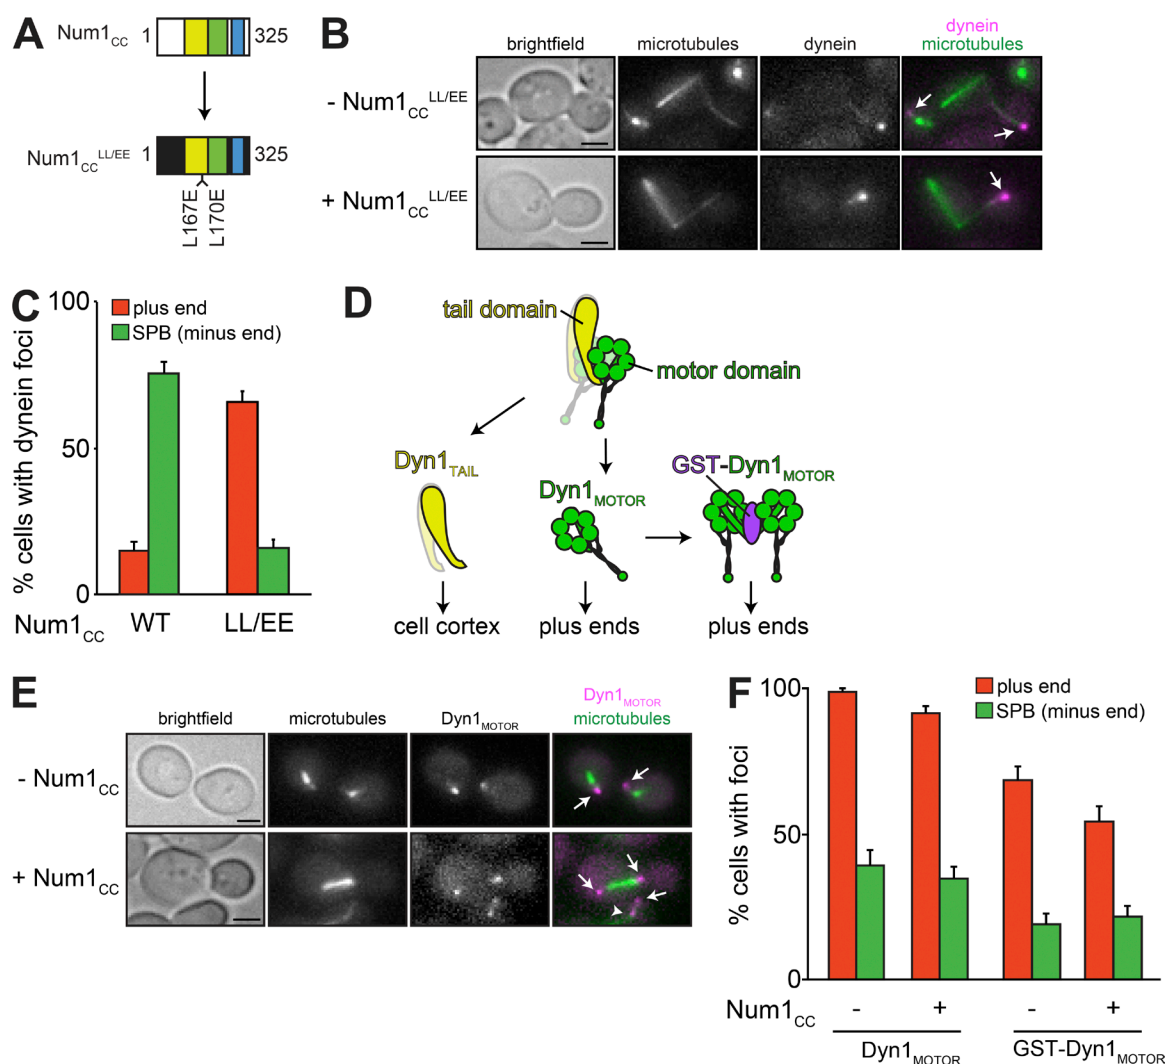 A
Num1CC 1 325
Num1CC LL/EE 1 325
L167E
L170E
B
dynein
brightfield microtubules dynein microtubules
- Num1CC LL/EE
+ Num1CC LL/EE
C
100
plus end
SPB (minus end)
50
0
% cells with dynein foci
Num1CC WT LL/EE
D
tail domain
motor domain
Dyn1TAIL
Dyn1MOTOR
GST-Dyn1MOTOR
cell cortex plus ends plus ends
E
Dyn1MOTOR
brightfield microtubules Dyn1MOTOR microtubules
- Num1CC
+ Num1CC
F
100
plus end
SPB (minus end)
50
0
% cells with foci
Num1CC - + - +
Dyn1MOTOR GST-Dyn1MOTOR